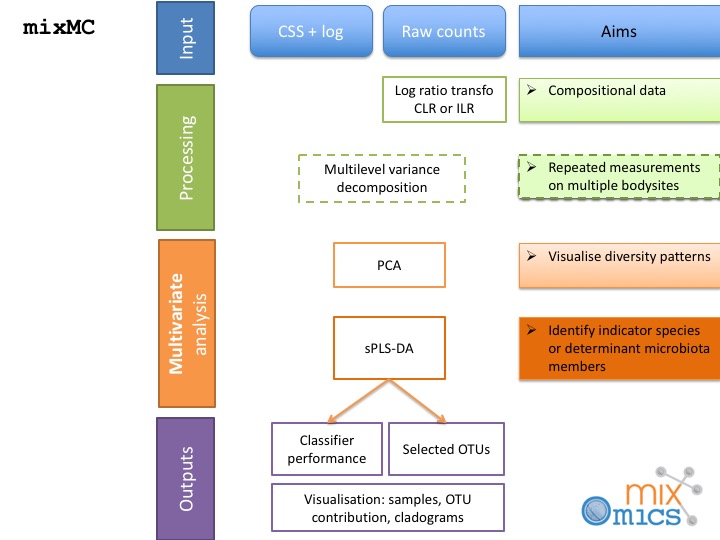 mixMC
Input
CSS + log
Raw counts
Aims
Processing
Log ratio transfo
CLR or ILR
➢ Compositional data
Multilevel variance
decomposition
➢ Repeated measurements
on multiple bodysites
Multivariate
analysis
PCA
➢ Visualise diversity patterns
sPLS-DA
➢ Identify indicator species
or determinant microbiota
members
Outputs
Classifier
performance
Selected OTUs
Visualisation: samples, OTU
contribution, cladograms
mix
Omics